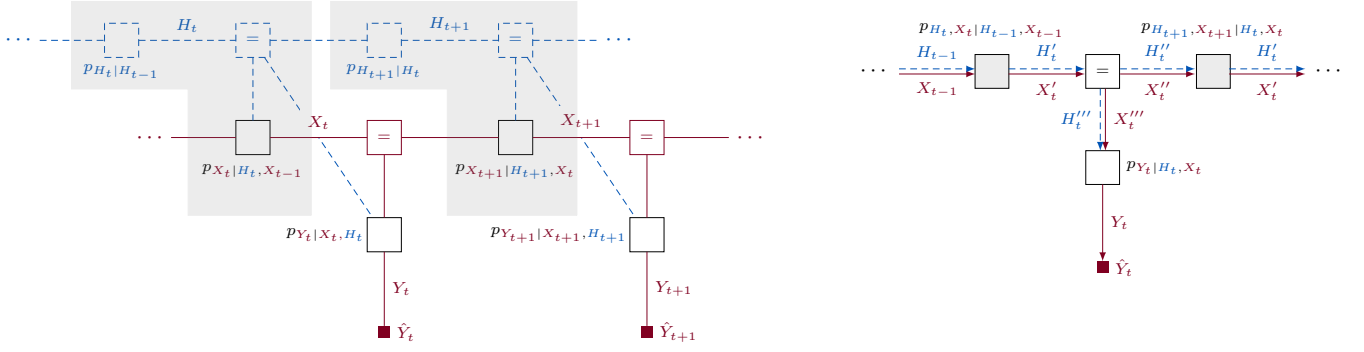 H_t
H_{t+1}
··· = = ···
p_{H_t|H_{t-1}}
p_{H_{t+1}|H_t}
X_t
X_{t+1}
··· = = ···
p_{X_t|H_t,X_{t-1}}
p_{X_{t+1}|H_{t+1},X_t}
p_{Y_t|X_t,H_t}
p_{Y_{t+1}|X_{t+1},H_{t+1}}
Y_t
Y_{t+1}
Ŷ_t
Ŷ_{t+1}
p_{H_t,X_t|H_{t-1},X_{t-1}}
p_{H_{t+1},X_{t+1}|H_t,X_t}
H_{t-1} H'_t H''_t H'_t
··· = ···
X_{t-1} X'_t X''_t X'_t
H'''_t X'''_t
p_{Y_t|H_t,X_t}
Y_t
Ŷ_t